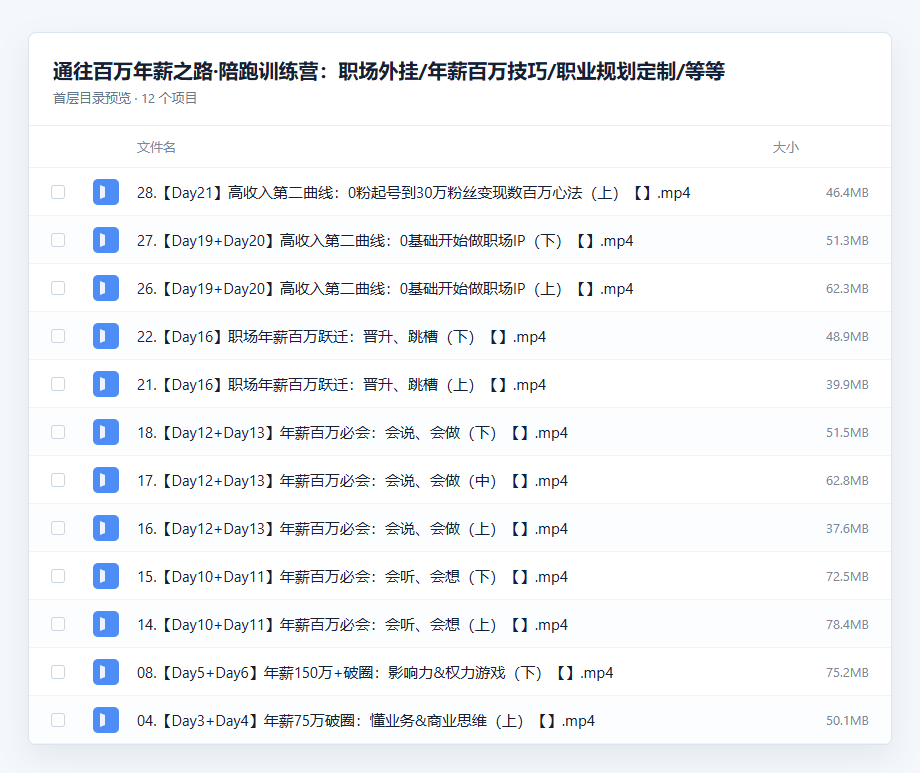 通往百万年薪之路·陪跑训练营：职场外挂/年薪百万技巧/职业规划定制/等等
首层目录预览 · 12 个项目
文件名 大小
28.【Day21】高收入第二曲线：0粉起号到30万粉丝变现数百万心法（上）【】.mp4 46.4MB
27.【Day19+Day20】高收入第二曲线：0基础开始做职场IP（下）【】.mp4 51.3MB
26.【Day19+Day20】高收入第二曲线：0基础开始做职场IP（上）【】.mp4 62.3MB
22.【Day16】职场年薪百万跃迁：晋升、跳槽（下）【】.mp4 48.9MB
21.【Day16】职场年薪百万跃迁：晋升、跳槽（上）【】.mp4 39.9MB
18.【Day12+Day13】年薪百万必会：会说、会做（下）【】.mp4 51.5MB
17.【Day12+Day13】年薪百万必会：会说、会做（中）【】.mp4 62.8MB
16.【Day12+Day13】年薪百万必会：会说、会做（上）【】.mp4 37.6MB
15.【Day10+Day11】年薪百万必会：会听、会想（下）【】.mp4 72.5MB
14.【Day10+Day11】年薪百万必会：会听、会想（上）【】.mp4 78.4MB
08.【Day5+Day6】年薪150万+破圈：影响力&权力游戏（下）【】.mp4 75.2MB
04.【Day3+Day4】年薪75万破圈：懂业务&商业思维（上）【】.mp4 50.1MB